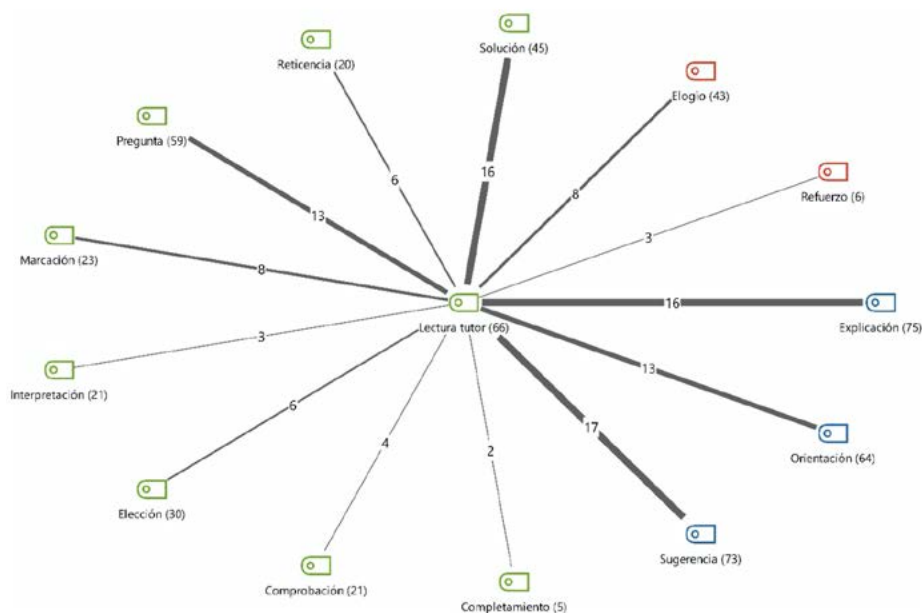 Solución (45)
Reticencia (20)
Elogio (43)
Pregunta (59)
16
6
8
Refuerzo (6)
13
Marcación (23)
3
8
Lectura tutor (66)
16
Explicación (75)
3
13
Interpretación (21)
6
17
4
2
Orientación (64)
Elección (30)
Sugerencia (73)
Comprobación (21)
Completamiento (5)